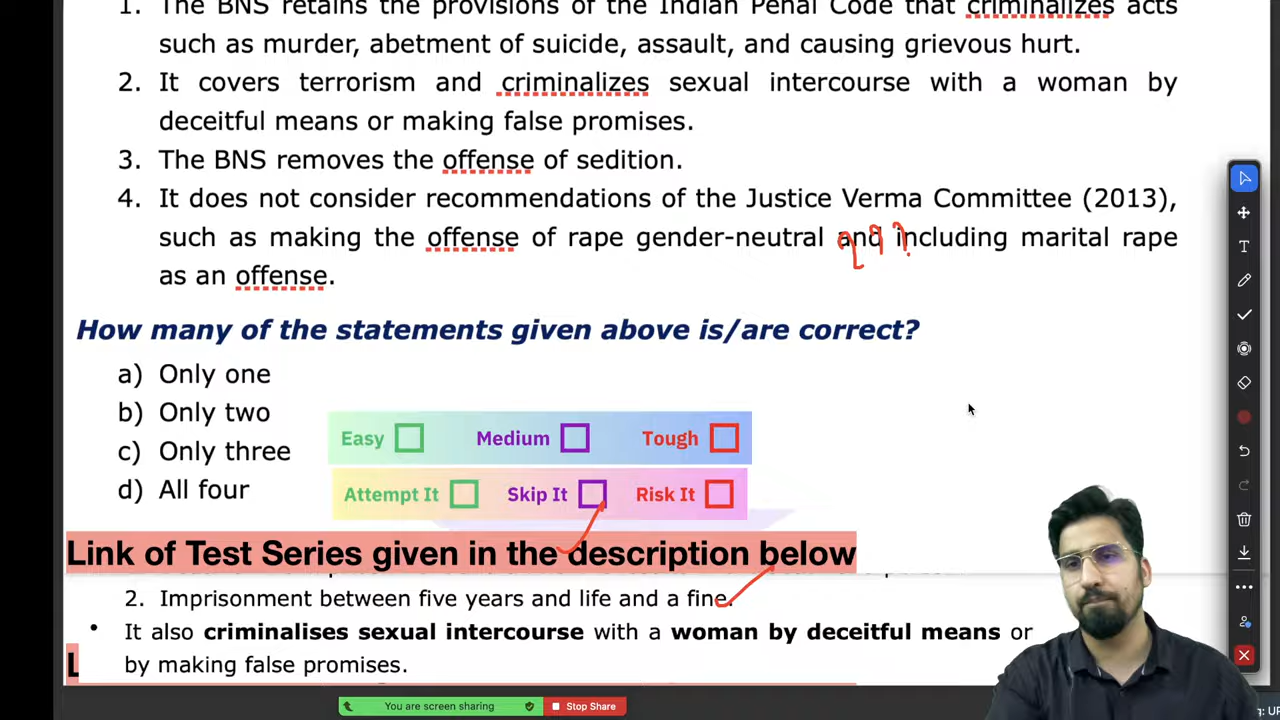 1. The BNS retains the provisions of the Indian Penal Code that criminalizes acts
such as murder, abetment of suicide, assault, and causing grievous hurt.
2. It covers terrorism and criminalizes sexual intercourse with a woman by
deceitful means or making false promises.
3. The BNS removes the offense of sedition.
4. It does not consider recommendations of the Justice Verma Committee (2013),
such as making the offense of rape gender-neutral and including marital rape
as an offense.
How many of the statements given above is/are correct?
a) Only one
b) Only two
c) Only three
d) All four
Easy Medium Tough
Attempt It Skip It Risk It
Link of Test Series given in the description below
2. Imprisonment between five years and life and a fine.
• It also criminalises sexual intercourse with a woman by deceitful means or
L by making false promises.
You are screen sharing Stop Share